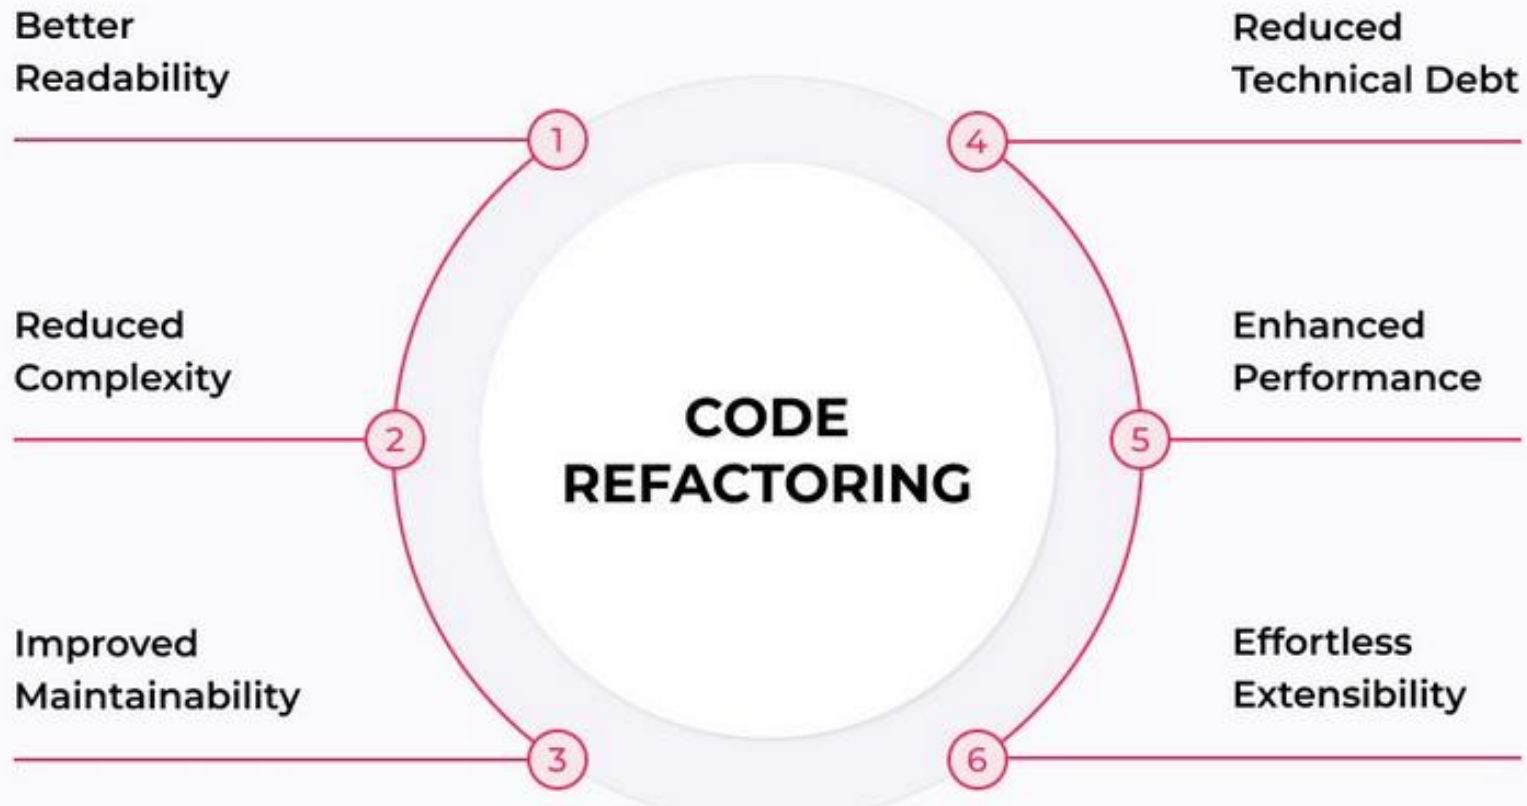 Better
Readability
1
Reduced
Complexity
2
Improved
Maintainability
3
CODE
REFACTORING
Reduced
Technical Debt
4
Enhanced
Performance
5
Effortless
Extensibility
6